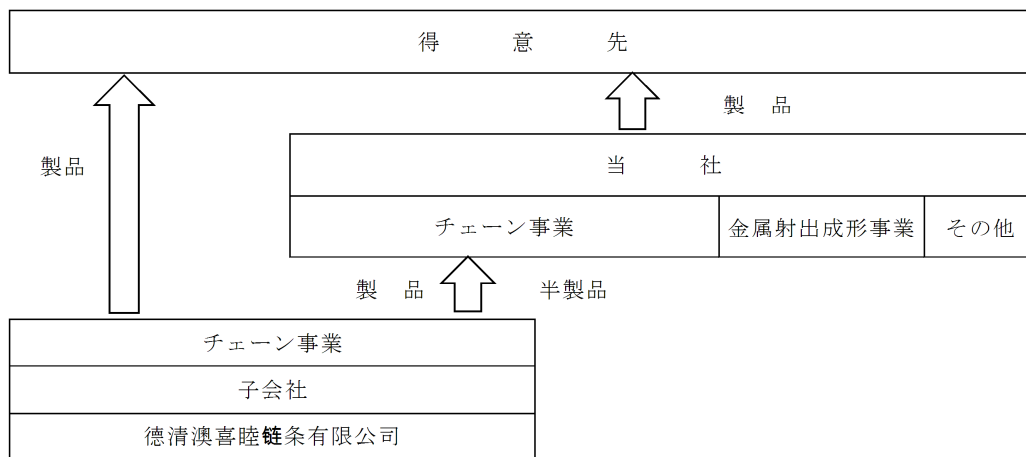 得意先
製品
製品
当社
チェーン事業 金属射出成形事業 その他
製品 半製品
チェーン事業
子会社
德清澳喜睦链条有限公司